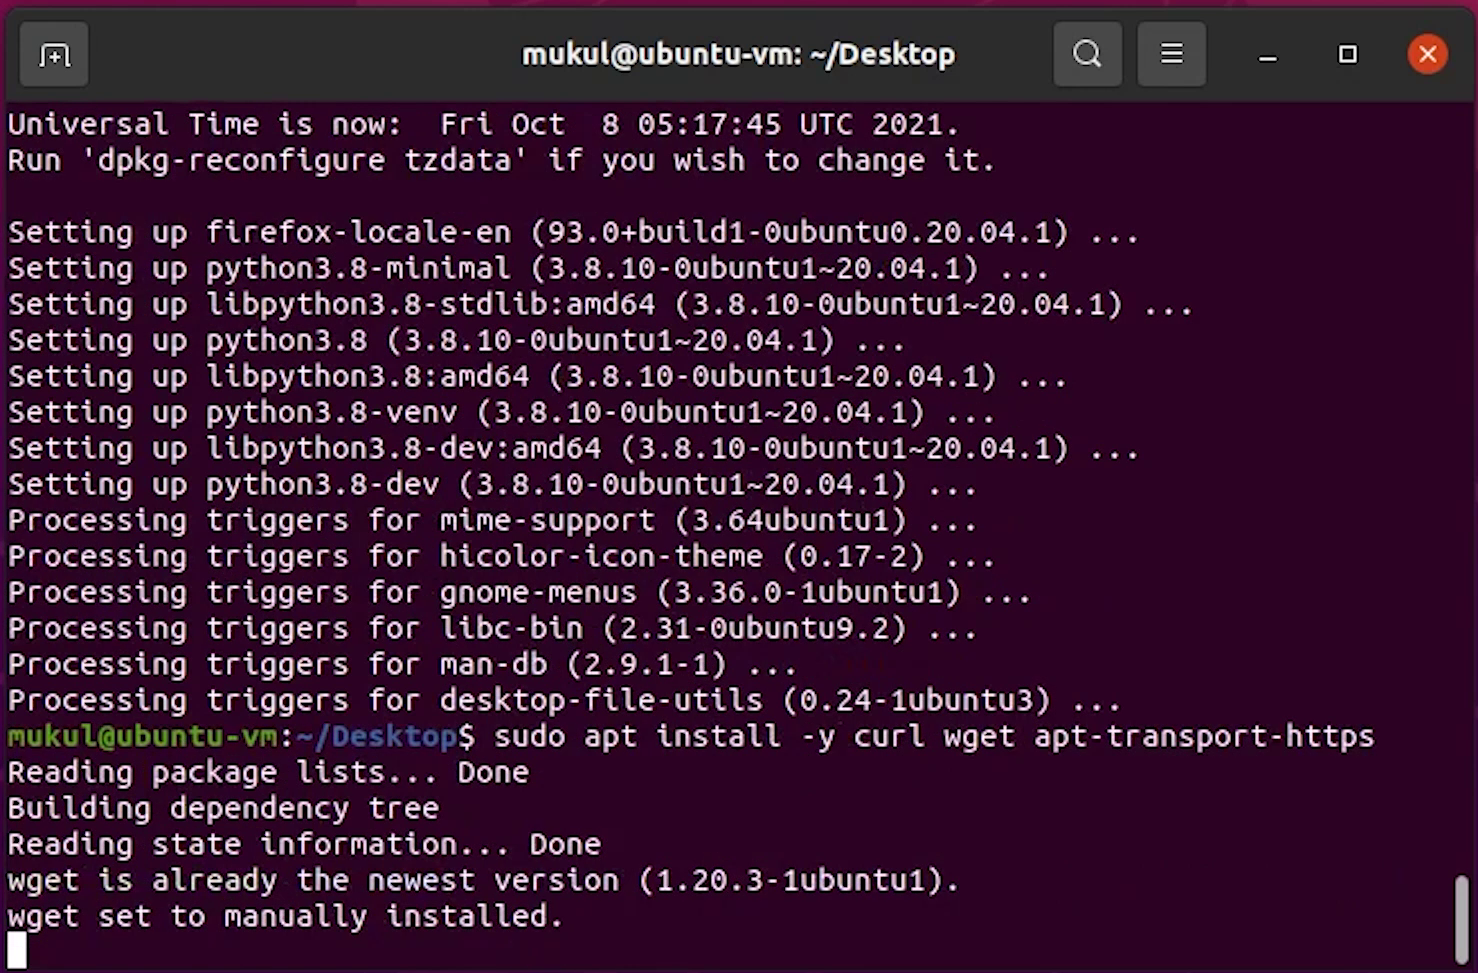 mukul@ubuntu-vm: ~/Desktop
Universal Time is now:  Fri Oct  8 05:17:45 UTC 2021.
Run 'dpkg-reconfigure tzdata' if you wish to change it.
Setting up firefox-locale-en (93.0+build1-0ubuntu0.20.04.1) ...
Setting up python3.8-minimal (3.8.10-0ubuntu1~20.04.1) ...
Setting up libpython3.8-stdlib:amd64 (3.8.10-0ubuntu1~20.04.1) ...
Setting up python3.8 (3.8.10-0ubuntu1~20.04.1) ...
Setting up libpython3.8:amd64 (3.8.10-0ubuntu1~20.04.1) ...
Setting up python3.8-venv (3.8.10-0ubuntu1~20.04.1) ...
Setting up libpython3.8-dev:amd64 (3.8.10-0ubuntu1~20.04.1) ...
Setting up python3.8-dev (3.8.10-0ubuntu1~20.04.1) ...
Processing triggers for mime-support (3.64ubuntu1) ...
Processing triggers for hicolor-icon-theme (0.17-2) ...
Processing triggers for gnome-menus (3.36.0-1ubuntu1) ...
Processing triggers for libc-bin (2.31-0ubuntu9.2) ...
Processing triggers for man-db (2.9.1-1) ...
Processing triggers for desktop-file-utils (0.24-1ubuntu3) ...
mukul@ubuntu-vm:~/Desktop$ sudo apt install -y curl wget apt-transport-https
Reading package lists... Done
Building dependency tree
Reading state information... Done
wget is already the newest version (1.20.3-1ubuntu1).
wget set to manually installed.